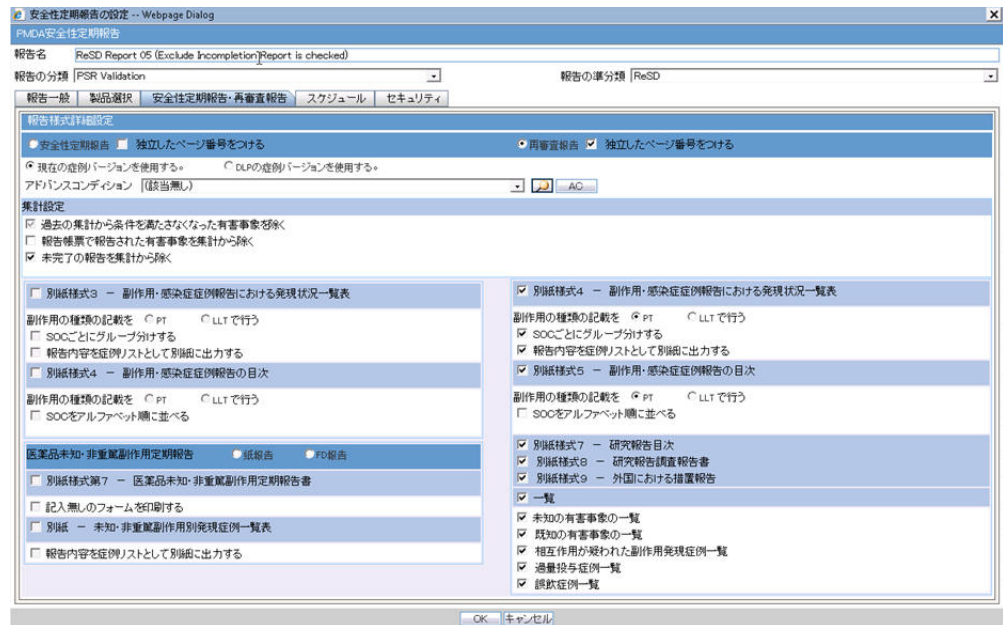 安全性定期報告の設定 -- Webpage Dialog
PMDA安全性定期報告
報告名 ReSD Report 05 (Exclude Incompletion Report is checked)
報告の分類 PSR Validation 報告の準分類 ReSD
報告一般 製品選択 安全性定期報告・再審査報告 スケジュール セキュリティ
報告様式詳細設定
安全性定期報告 独立したページ番号をつける 再審査報告 独立したページ番号をつける
現在の症例バージョンを使用する。 DLPの症例バージョンを使用する。
アドバンスコンディション (該当無し) AC
集計設定
過去の集計から条件を満たさなくなった有害事象を除く
報告帳票で報告された有害事象を集計から除く
未完了の報告を集計から除く
別紙様式3 － 副作用・感染症症例報告における発現状況一覧表
副作用の種類の記載を PT LLT で行う
SOCごとにグループ分けする
報告内容を症例リストとして別紙に出力する
別紙様式4 － 副作用・感染症症例報告の目次
副作用の種類の記載を PT LLT で行う
SOCをアルファベット順に並べる
医薬品未知・非重篤副作用定期報告 紙報告 FD報告
別紙様式第7 － 医薬品未知・非重篤副作用定期報告書
記入無しのフォームを印刷する
別紙 － 未知・非重篤副作用別発現症例一覧表
報告内容を症例リストとして別紙に出力する
別紙様式4 － 副作用・感染症症例報告における発現状況一覧表
副作用の種類の記載を PT LLT で行う
SOCごとにグループ分けする
報告内容を症例リストとして別紙に出力する
別紙様式5 － 副作用・感染症症例報告の目次
副作用の種類の記載を PT LLT で行う
SOCをアルファベット順に並べる
別紙様式7 － 研究報告目次
別紙様式8 － 研究報告調査報告書
別紙様式9 － 外国における措置報告
一覧
未知の有害事象の一覧
既知の有害事象の一覧
相互作用が疑われた副作用発現症例一覧
過量投与症例一覧
誤飲症例一覧
OK キャンセル